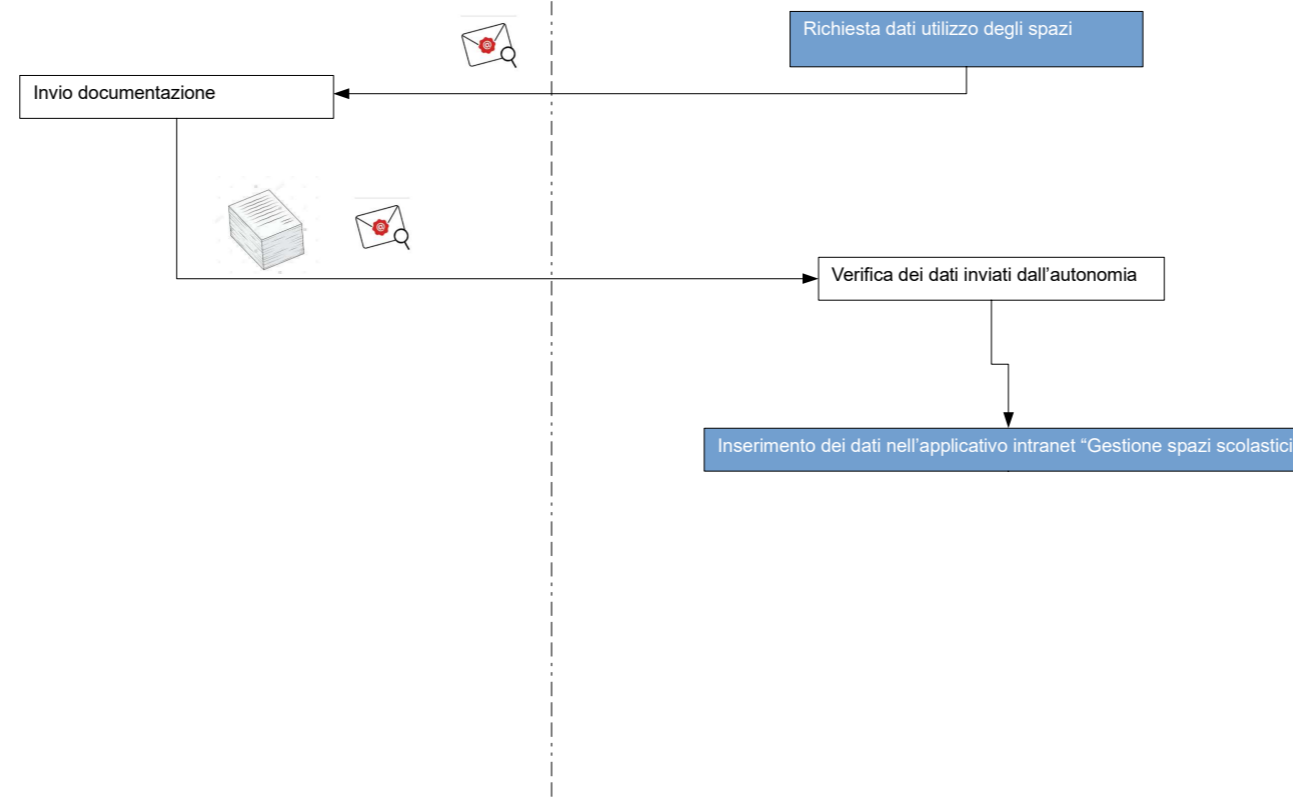 Richiesta dati utilizzo degli spazi
Invio documentazione
Verifica dei dati inviati dall’autonomia
Inserimento dei dati nell’applicativo intranet “Gestione spazi scolastici